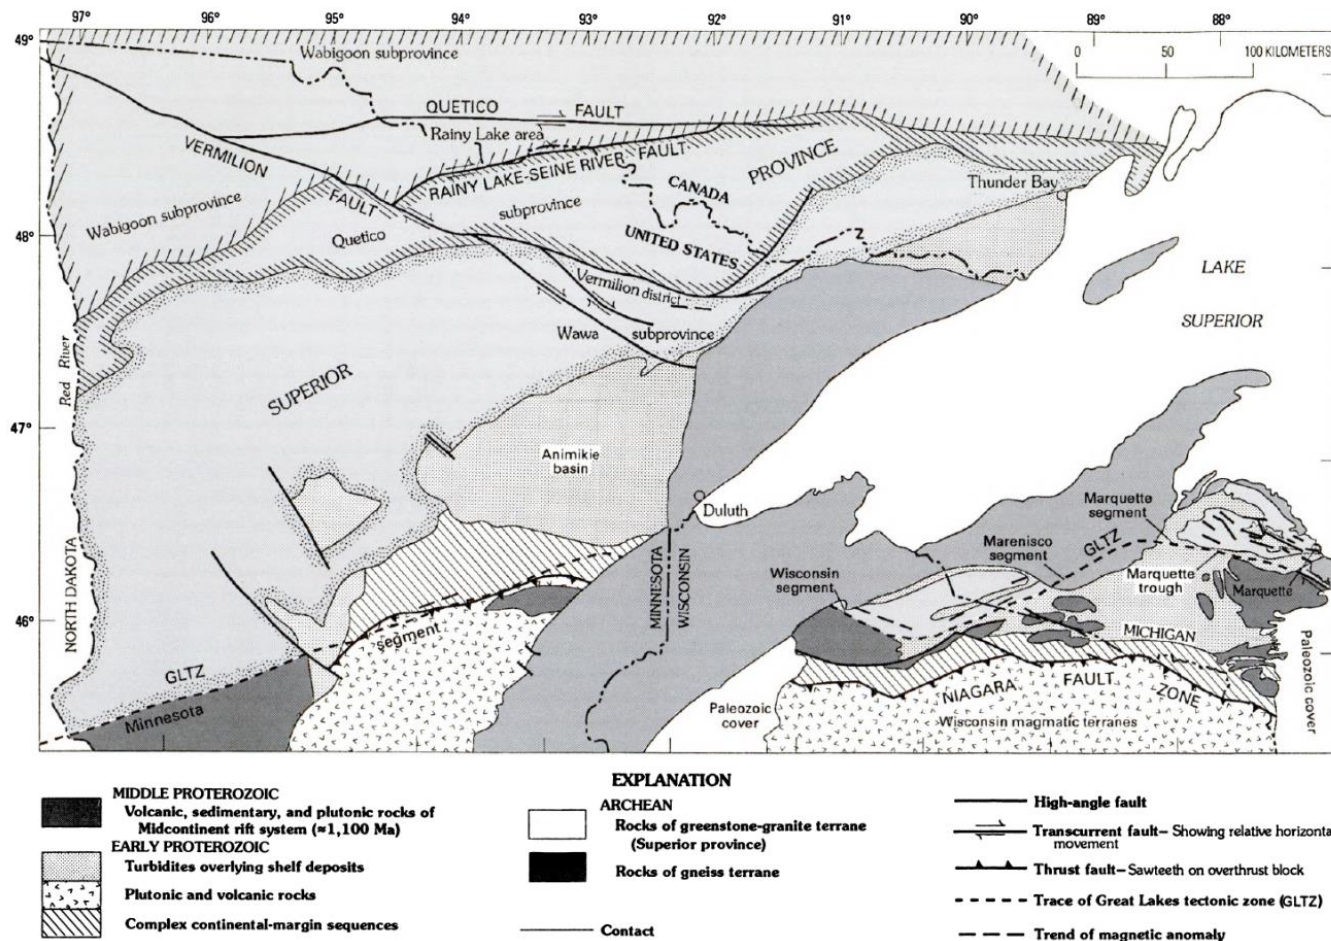 97° 96° 95° 94° 93° 92° 91° 90° 89° 88°
49°
0 50 100 KILOMETERS
Wabigoon subprovince
QUETICO FAULT
Rainy Lake area
VERMILION
FAULT
RAINY LAKE-SEINE RIVER FAULT
PROVINCE
CANADA
Thunder Bay
Wabigoon subprovince
subprovince
48°
Quetico
UNITED STATES
Z
LAKE
SUPERIOR
Vermilion district
Wawa subprovince
Red River
SUPERIOR
47°
Animikie
basin
Duluth
Marquette
segment
Marenisco
segment
GLTZ
NORTH DAKOTA
MINNESOTA
WISCONSIN
Wisconsin
segment
Marquette
trough
Marquette
46°
segment
MICHIGAN
GLTZ
Minnesota
Paleozoic
cover
NIAGARA FAULT ZONE
Wisconsin magmatic terranes
Paleozoic cover
EXPLANATION
MIDDLE PROTEROZOIC
Volcanic, sedimentary, and plutonic rocks of
Midcontinent rift system (≈1,100 Ma)
EARLY PROTEROZOIC
Turbidites overlying shelf deposits
Plutonic and volcanic rocks
Complex continental-margin sequences
ARCHEAN
Rocks of greenstone-granite terrane
(Superior province)
Rocks of gneiss terrane
Contact
High-angle fault
Transcurrent fault—Showing relative horizonta
movement
Thrust fault—Sawteeth on overthrust block
Trace of Great Lakes tectonic zone (GLTZ)
Trend of magnetic anomaly